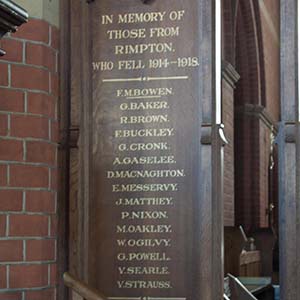 IN MEMORY OF
THOSE FROM
RIMPTON.
WHO FELL 1914-1918.
F.M.BOWEN.
G.BAKER.
R.BROWN.
F.BUCKLEY.
G.CRONK.
A.GASELEE.
D.MACNAGHTON.
E.MESSERVY.
J.MATTHEY.
P.NIXON.
M.OAKLEY.
W.OGILVY.
G.POWELL.
V.SEARLE.
V.STRAUSS.